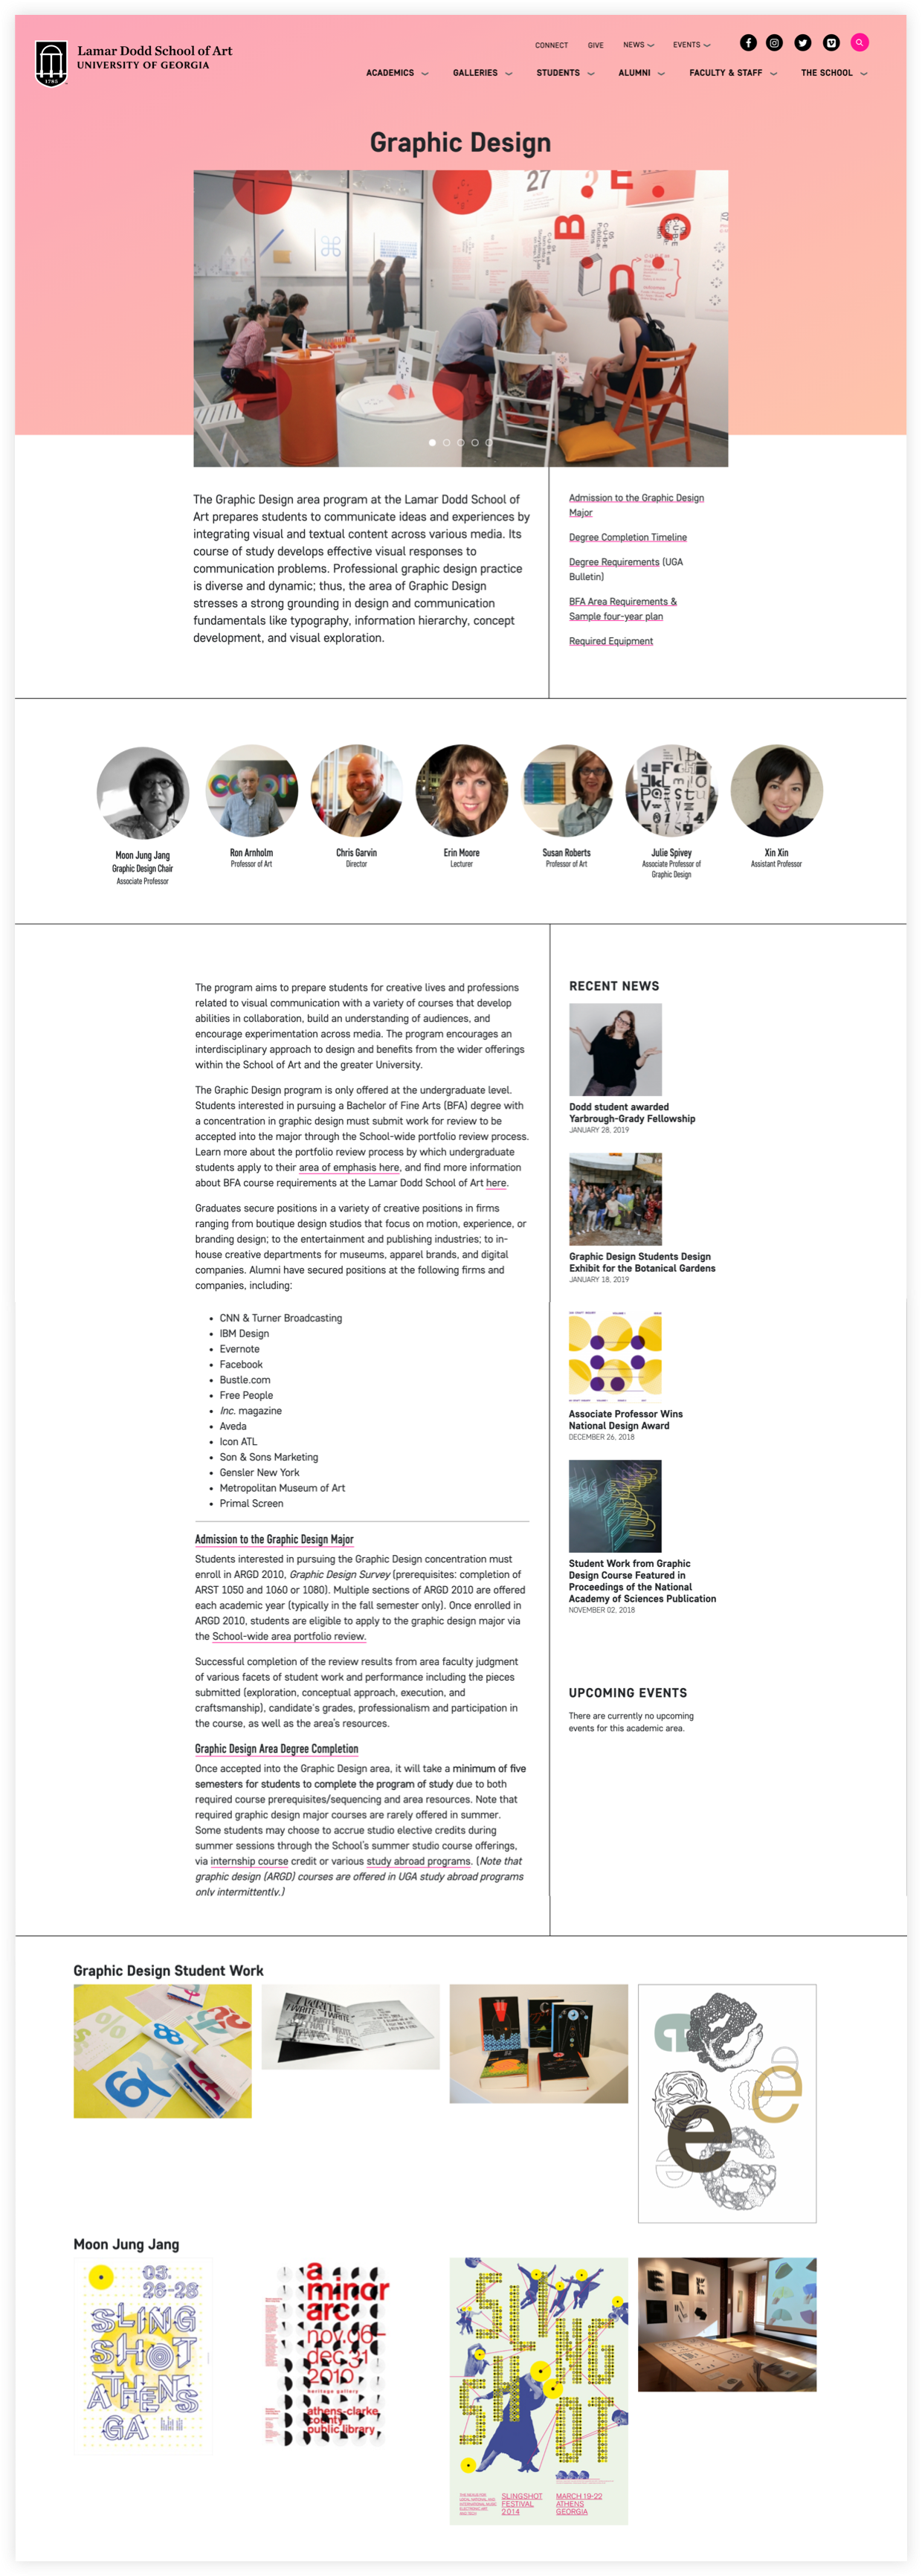 Lamar Dodd School of Art
UNIVERSITY OF GEORGIA
1785
CONNECT GIVE NEWS EVENTS
ACADEMICS GALLERIES STUDENTS ALUMNI FACULTY & STAFF THE SCHOOL
Graphic Design
27
The Graphic Design area program at the Lamar Dodd School of
Art prepares students to communicate ideas and experiences by
integrating visual and textual content across various media. Its
course of study develops effective visual responses to
communication problems. Professional graphic design practice
is diverse and dynamic; thus, the area of Graphic Design
stresses a strong grounding in design and communication
fundamentals like typography, information hierarchy, concept
development, and visual exploration.
Admission to the Graphic Design
Major
Degree Completion Timeline
Degree Requirements (UGA
Bulletin)
BFA Area Requirements &
Sample four-year plan
Required Equipment
color
Moon Jung Jang
Graphic Design Chair
Associate Professor
Ron Arnholm
Professor of Art
Chris Garvin
Director
Erin Moore
Lecturer
Susan Roberts
Professor of Art
Julie Spivey
Associate Professor of
Graphic Design
Xin Xin
Assistant Professor
The program aims to prepare students for creative lives and professions
related to visual communication with a variety of courses that develop
abilities in collaboration, build an understanding of audiences, and
encourage experimentation across media. The program encourages an
interdisciplinary approach to design and benefits from the wider offerings
within the School of Art and the greater University.
The Graphic Design program is only offered at the undergraduate level.
Students interested in pursuing a Bachelor of Fine Arts (BFA) degree with
a concentration in graphic design must submit work for review to be
accepted into the major through the School-wide portfolio review process.
Learn more about the portfolio review process by which undergraduate
students apply to their area of emphasis here, and find more information
about BFA course requirements at the Lamar Dodd School of Art here.
Graduates secure positions in a variety of creative positions in firms
ranging from boutique design studios that focus on motion, experience, or
branding design; to the entertainment and publishing industries; to in-
house creative departments for museums, apparel brands, and digital
companies. Alumni have secured positions at the following firms and
companies, including:
• CNN & Turner Broadcasting
• IBM Design
• Evernote
• Facebook
• Bustle.com
• Free People
• Inc. magazine
• Aveda
• Icon ATL
• Son & Sons Marketing
• Gensler New York
• Metropolitan Museum of Art
• Primal Screen
Admission to the Graphic Design Major
Students interested in pursuing the Graphic Design concentration must
enroll in ARGD 2010, Graphic Design Survey (prerequisites: completion of
ARST 1050 and 1060 or 1080). Multiple sections of ARGD 2010 are offered
each academic year (typically in the fall semester only). Once enrolled in
ARGD 2010, students are eligible to apply to the graphic design major via
the School-wide area portfolio review.
Successful completion of the review results from area faculty judgment
of various facets of student work and performance including the pieces
submitted (exploration, conceptual approach, execution, and
craftsmanship), candidate's grades, professionalism and participation in
the course, as well as the area's resources.
Graphic Design Area Degree Completion
Once accepted into the Graphic Design area, it will take a minimum of five
semesters for students to complete the program of study due to both
required course prerequisites/sequencing and area resources. Note that
required graphic design major courses are rarely offered in summer.
Some students may choose to accrue studio elective credits during
summer sessions through the School's summer studio course offerings,
via internship course credit or various study abroad programs. (Note that
graphic design (ARGD) courses are offered in UGA study abroad programs
only intermittently.)
RECENT NEWS
Dodd student awarded
Yarbrough-Grady Fellowship
JANUARY 28, 2019
Graphic Design Students Design
Exhibit for the Botanical Gardens
JANUARY 18, 2019
Associate Professor Wins
National Design Award
DECEMBER 26, 2018
Student Work from Graphic
Design Course Featured in
Proceedings of the National
Academy of Sciences Publication
NOVEMBER 02, 2018
UPCOMING EVENTS
There are currently no upcoming
events for this academic area.
Graphic Design Student Work
Moon Jung Jang
03.
26-28
SLING
SHOT
ATHENS
GA
a
minor
arc
nov 06–
dec 31
2010
heritage gallery
athens-clarke
county
public library
SLINGSHOT
SLINGSHOT
FESTIVAL
2014
MARCH 19-22
ATHENS
GEORGIA